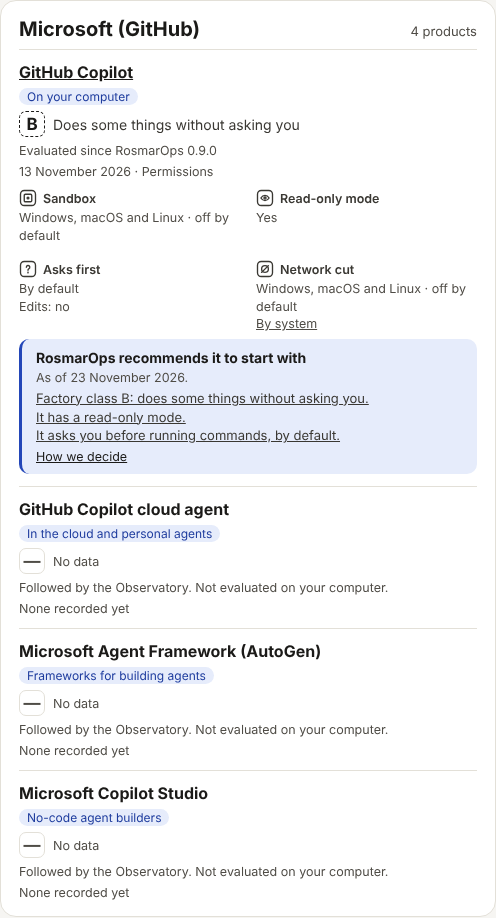 Microsoft (GitHub)
4 products
GitHub Copilot
On your computer
B Does some things without asking you
Evaluated since RosmarOps 0.9.0
13 November 2026 · Permissions
Sandbox
Windows, macOS and Linux · off by
default
Read-only mode
Yes
? Asks first
By default
Edits: no
Network cut
Windows, macOS and Linux · off by
default
By system
RosmarOps recommends it to start with
As of 23 November 2026.
Factory class B: does some things without asking you.
It has a read-only mode.
It asks you before running commands, by default.
How we decide
GitHub Copilot cloud agent
In the cloud and personal agents
— No data
Followed by the Observatory. Not evaluated on your computer.
None recorded yet
Microsoft Agent Framework (AutoGen)
Frameworks for building agents
— No data
Followed by the Observatory. Not evaluated on your computer.
None recorded yet
Microsoft Copilot Studio
No-code agent builders
— No data
Followed by the Observatory. Not evaluated on your computer.
None recorded yet